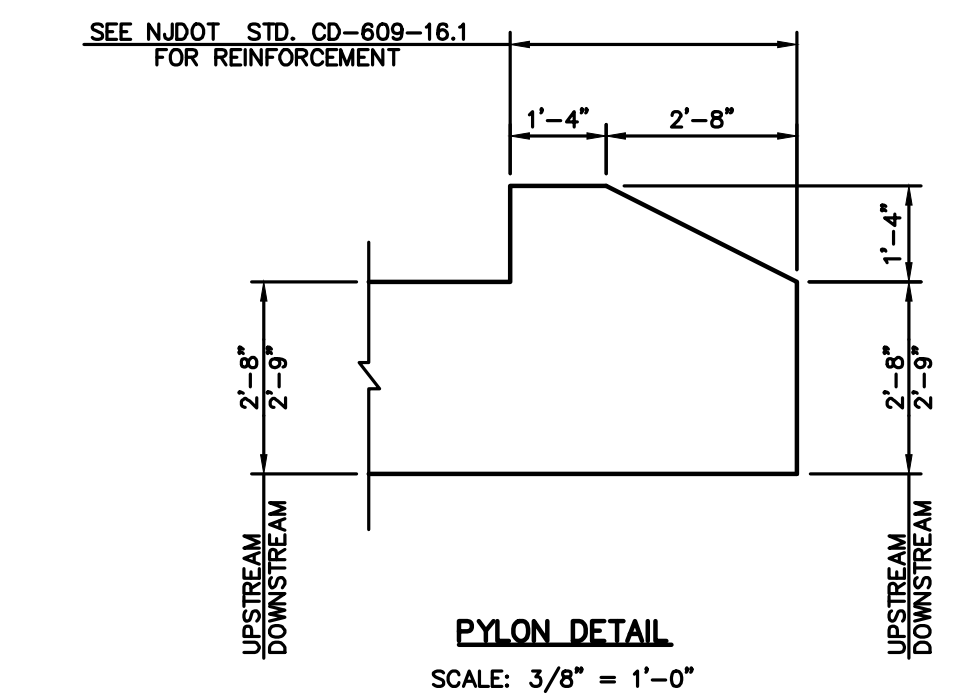 SEE NJDOT STD. CD-609-16.1
FOR REINFORCEMENT
1'-4"
2'-8"
1'-4"
2'-8"
2'-9"
2'-8"
2'-9"
UPSTREAM
DOWNSTREAM
UPSTREAM
DOWNSTREAM
PYLON DETAIL
SCALE: 3/8" = 1'-0"